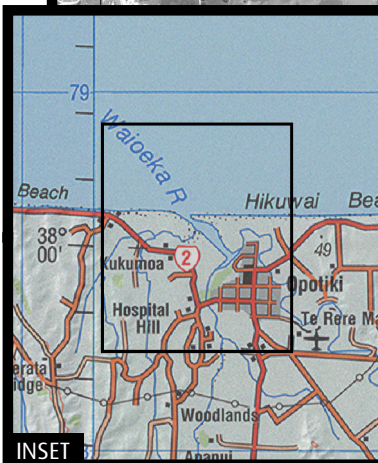 79
Waioeka R
Beach
Hikuwai
Bea
38°
00'
2
49
Kukumoa
Opotiki
Hospital
Hill
Te Rere Ma
erata
idge
Woodlands
Apanui
INSET